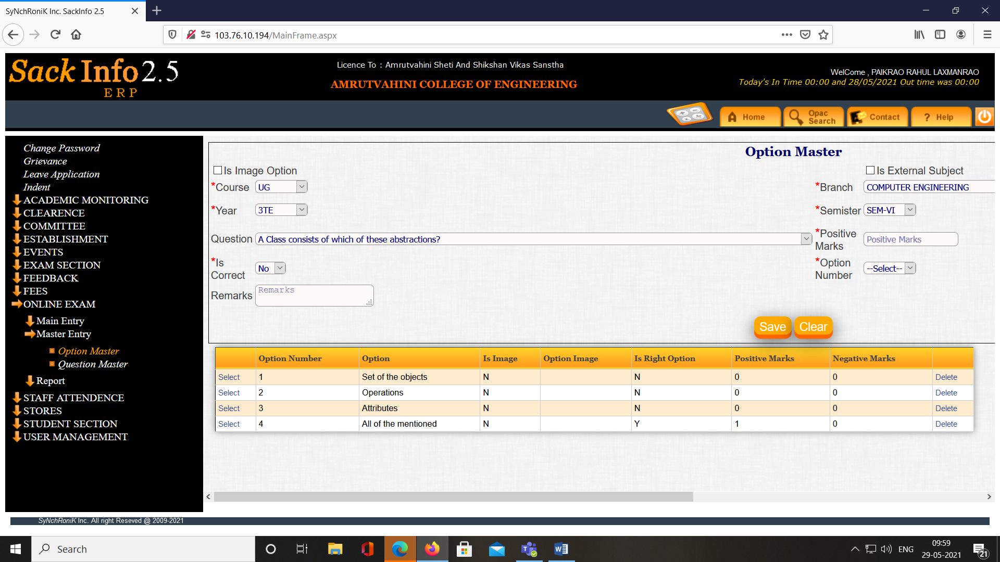 SyNchRoniK Inc. SackInfo 2.5
103.76.10.194/MainFrame.aspx
Sack Info 2.5
ERP
Licence To : Amrutvahini Sheti And Shikshan Vikas Sanstha
AMRUTVAHINI COLLEGE OF ENGINEERING
WelCome , PAIKRAO RAHUL LAXMANRAO
Today's In Time 00:00 and 28/05/2021 Out time was 00:00
Home
Opac Search
Contact
? Help
Change Password
Grievance
Leave Application
Indent
ACADEMIC MONITORING
CLEARENCE
COMMITTEE
ESTABLISHMENT
EVENTS
EXAM SECTION
FEEDBACK
FEES
ONLINE EXAM
Main Entry
Master Entry
Option Master
Question Master
Report
STAFF ATTENDENCE
STORES
STUDENT SECTION
USER MANAGEMENT
Option Master
Is Image Option
Is External Subject
*Course UG
*Branch COMPUTER ENGINEERING
*Year 3TE
*Semister SEM-VI
Question A Class consists of which of these abstractions?
*Positive Marks Positive Marks
*Is Correct No
*Option Number --Select--
Remarks Remarks
Save Clear
Option Number Option Is Image Option Image Is Right Option Positive Marks Negative Marks
Select 1 Set of the objects N N 0 0 Delete
Select 2 Operations N N 0 0 Delete
Select 3 Attributes N N 0 0 Delete
Select 4 All of the mentioned N Y 1 0 Delete
SyNchRoniK Inc. All right Reseved @ 2009-2021
Search
ENG
09:59
29-05-2021
21